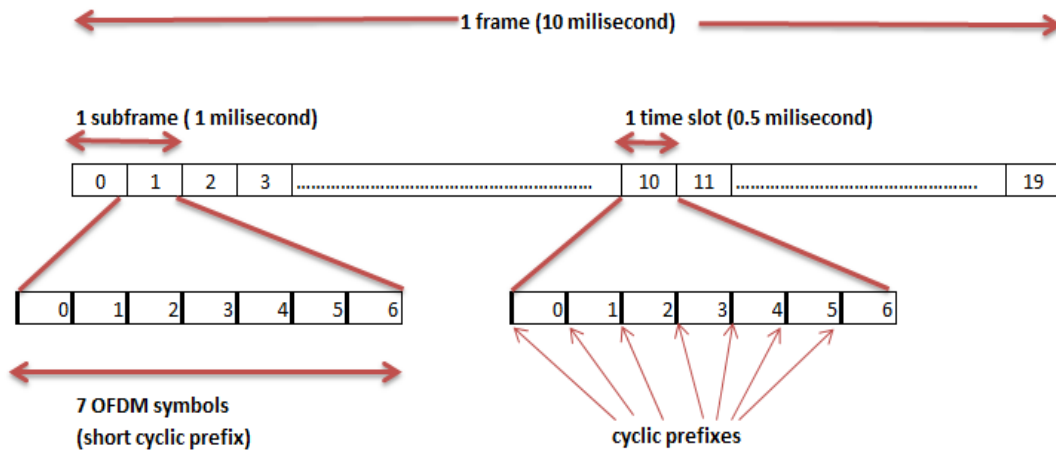 1 frame (10 milisecond)
1 subframe ( 1 milisecond)
1 time slot (0.5 milisecond)
0 1 2 3 ........................................................... 10 11 ................................................ 19
0 1 2 3 4 5 6
0 1 2 3 4 5 6
7 OFDM symbols
(short cyclic prefix)
cyclic prefixes